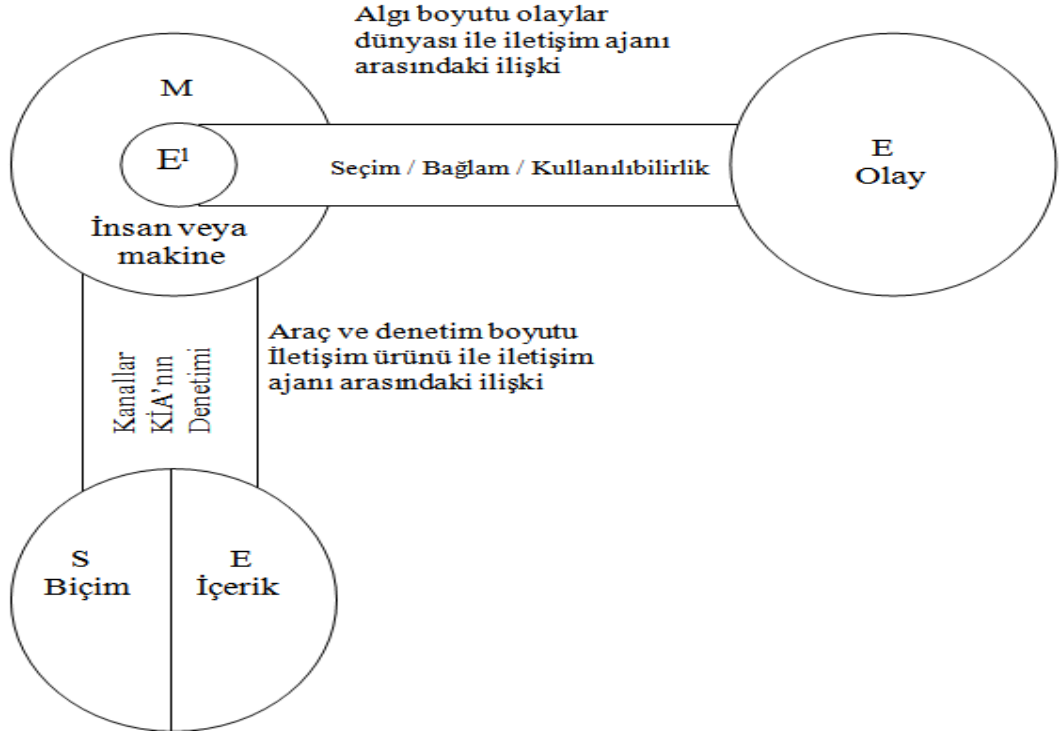 Algı boyutu olaylar
dünyası ile iletişim ajanı
arasındaki ilişki
M
E¹
İnsan veya
makine
Seçim / Bağlam / Kullanılıbilirlik
E
Olay
Araç ve denetim boyutu
İletişim ürünü ile iletişim
ajanı arasındaki ilişki
Kanallar
KİA'nın
Denetimi
S
Biçim
E
İçerik